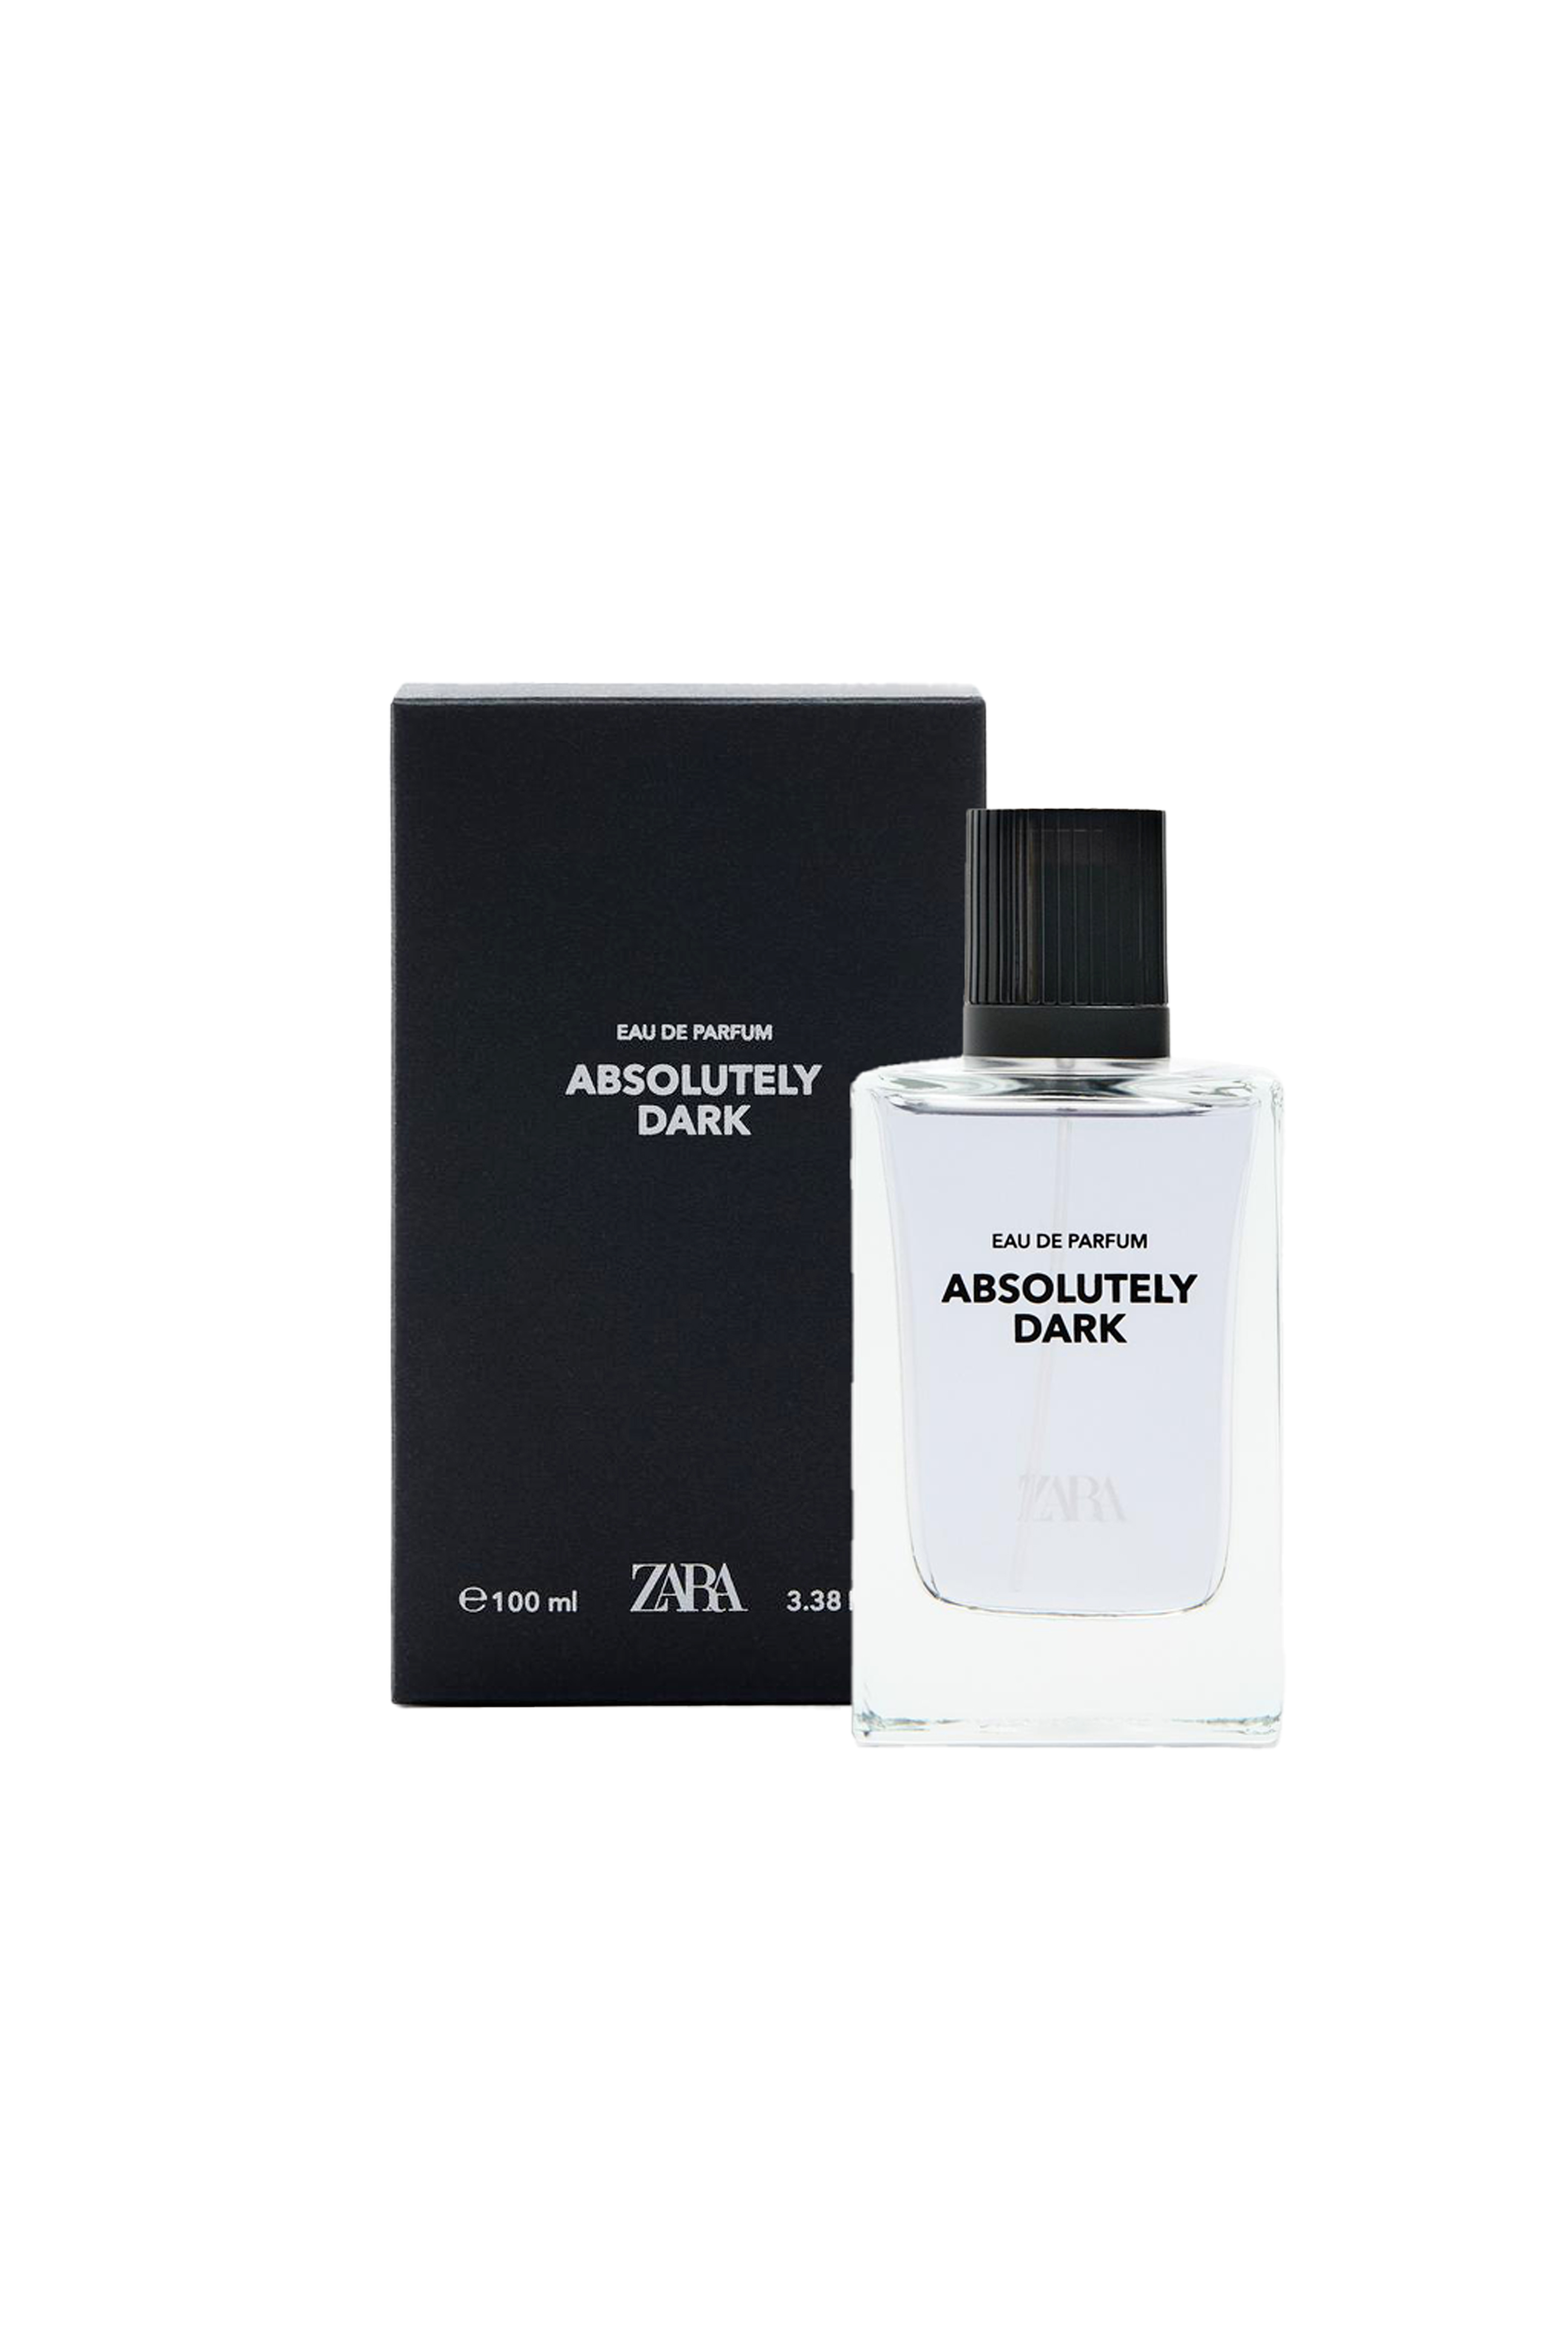 EAU DE PARFUM
ABSOLUTELY
DARK
℮100 ml ZARA 3.38
EAU DE PARFUM
ABSOLUTELY
DARK
ZARA